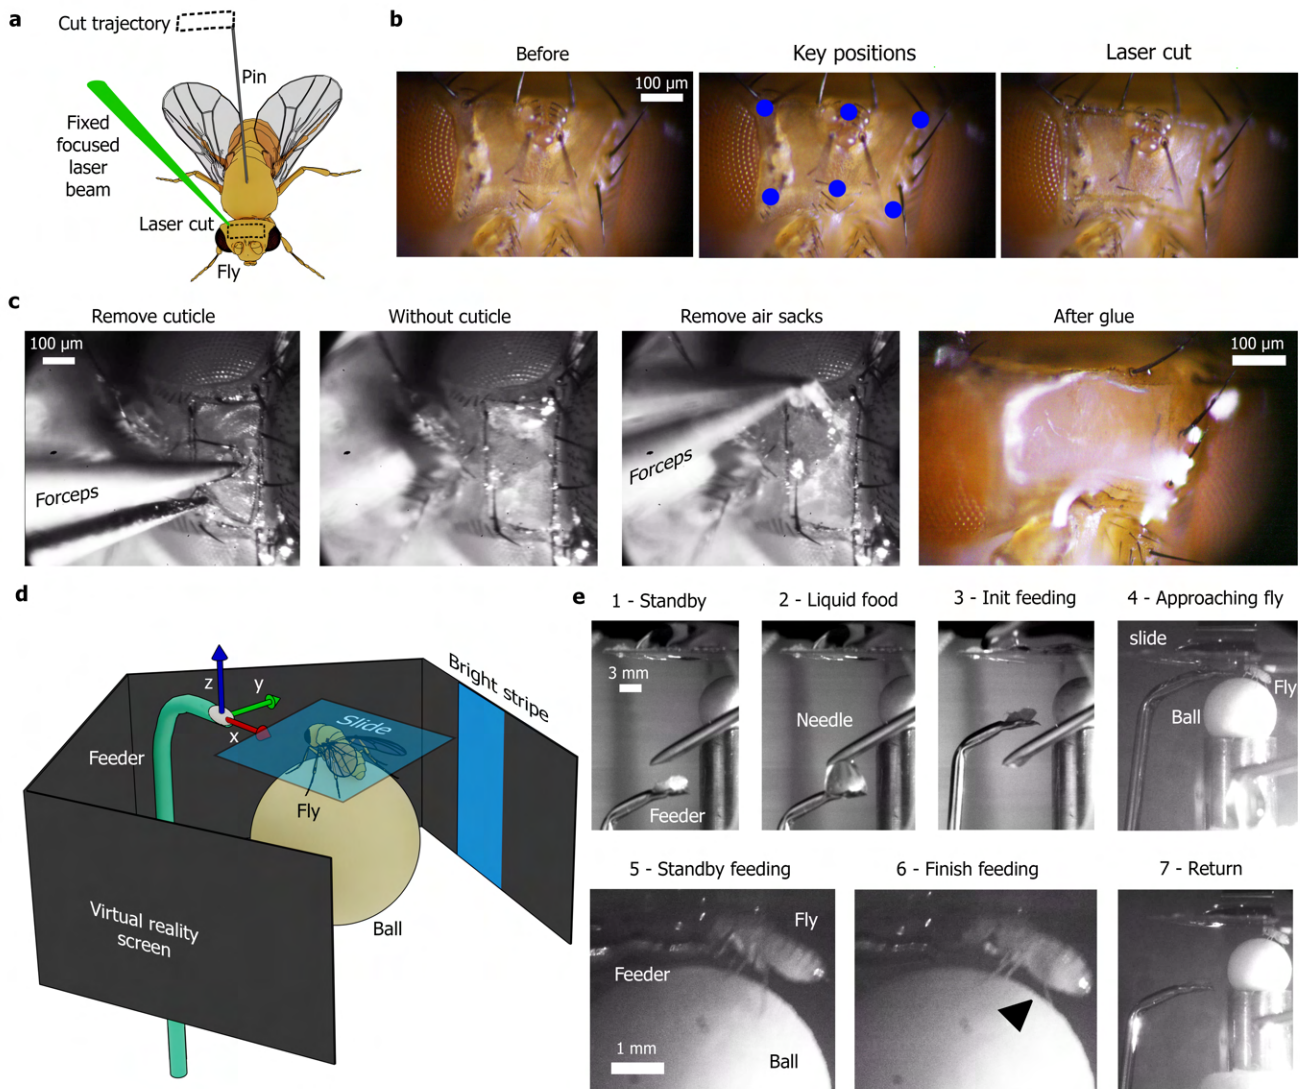 a
Cut trajectory
Pin
Fixed
focused
laser
beam
Laser cut
Fly
b
Before
100 µm
Key positions
Laser cut
c
Remove cuticle
100 µm
Forceps
Without cuticle
Remove air sacks
Forceps
After glue
100 µm
d
z
y
x
Feeder
Slide
Bright stripe
Fly
Ball
Virtual reality
screen
e
1 - Standby
3 mm
Feeder
2 - Liquid food
Needle
3 - Init feeding
4 - Approaching fly
slide
Fly
Ball
5 - Standby feeding
Fly
Feeder
1 mm
Ball
6 - Finish feeding
7 - Return